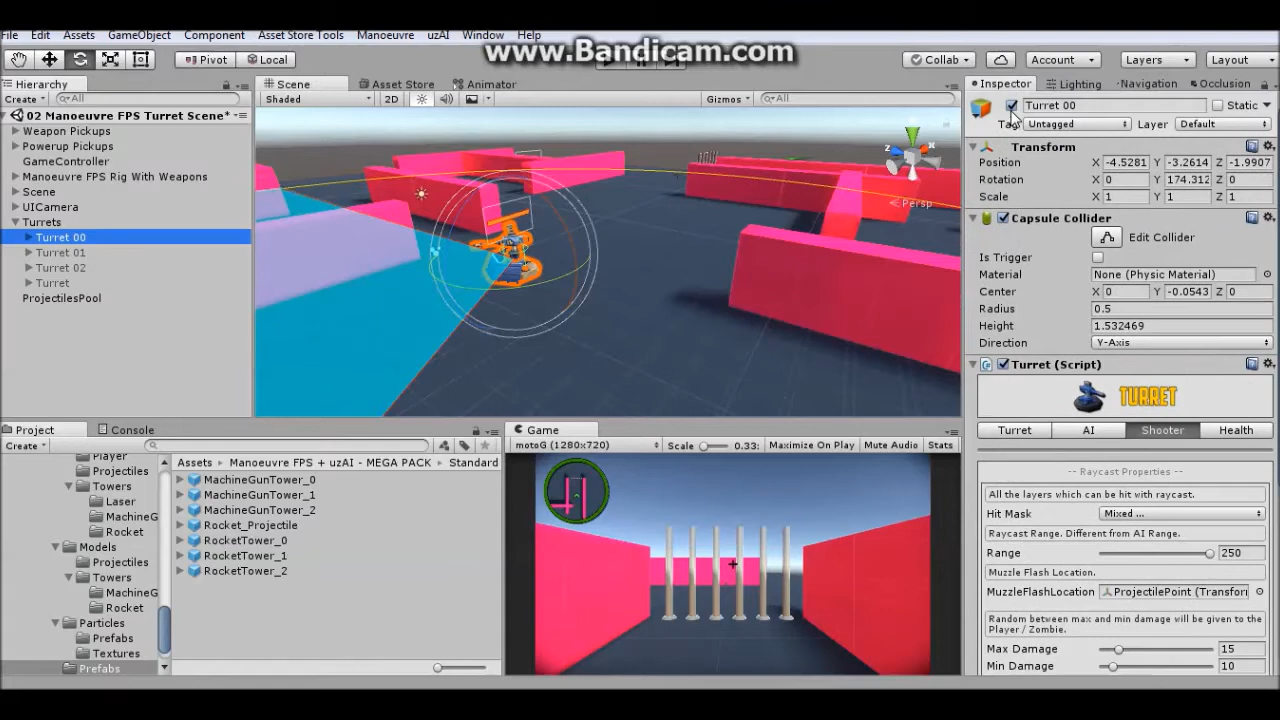 File Edit Assets GameObject Component Asset Store Tools Manoeuvre uzAI Window Help
www.Bandicam.com
Pivot Local Collab Account Layers Layout
Hierarchy
Create All
02 Manoeuvre FPS Turret Scene*
Weapon Pickups
Powerup Pickups
GameController
Manoeuvre FPS Rig With Weapons
Scene
UICamera
Turrets
Turret 00
Turret 01
Turret 02
Turret
ProjectilesPool
Scene Asset Store Animator
Shaded 2D Gizmos All
y
z x
Persp
Inspector Lighting Navigation Occlusion
Turret 00 Static
Tag Untagged Layer Default
Transform
Position X -4.5281 Y -3.2614 Z -1.9907
Rotation X 0 Y 174.312 Z 0
Scale X 1 Y 1 Z 1
Capsule Collider
Edit Collider
Is Trigger
Material None (Physic Material)
Center X 0 Y -0.0543 Z 0
Radius 0.5
Height 1.532469
Direction Y-Axis
Turret (Script)
TURRET
Turret AI Shooter Health
-- Raycast Properties --
All the layers which can be hit with raycast.
Hit Mask Mixed ...
Raycast Range. Different from AI Range.
Range 250
Muzzle Flash Location.
MuzzleFlashLocation ProjectilePoint (Transfor
Random between max and min damage will be given to the
Player / Zombie.
Max Damage 15
Min Damage 10
Project Console
Create
Player
Projectiles
Towers
Laser
MachineG
Rocket
Models
Projectiles
Towers
MachineG
Rocket
Particles
Prefabs
Textures
Prefabs
Assets Manoeuvre FPS + uzAI - MEGA PACK Standard
MachineGunTower_0
MachineGunTower_1
MachineGunTower_2
Rocket_Projectile
RocketTower_0
RocketTower_1
RocketTower_2
Game
motoG (1280x720) Scale 0.33: Maximize On Play Mute Audio Stats